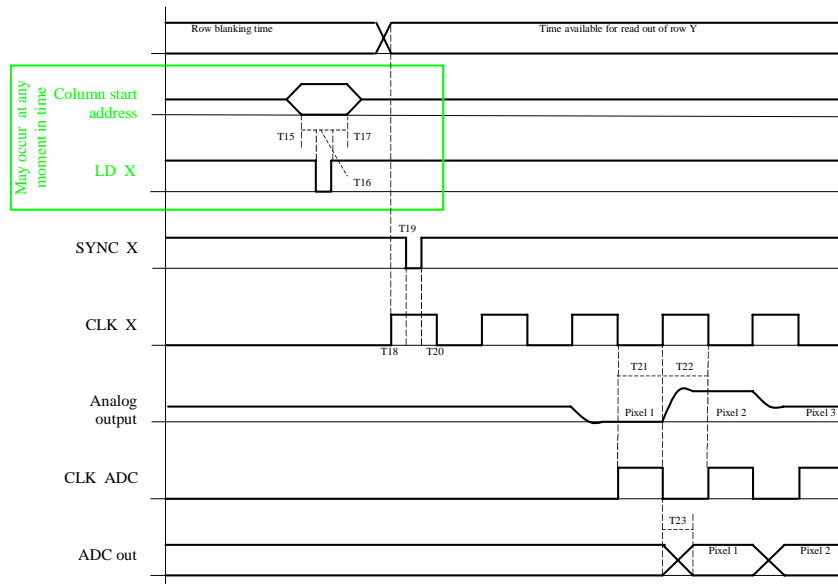 Row blanking time
Time available for read out of row Y
May occur at any
moment in time
Column start
address
T15
T17
LD X
T16
T19
SYNC X
CLK X
T18
T20
T21
T22
Analog
output
Pixel 1
Pixel 2
Pixel 3
CLK ADC
T23
ADC out
Pixel 1
Pixel 2